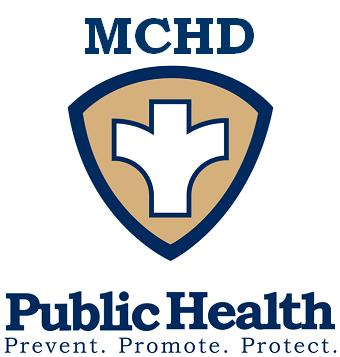 MCHD
Public Health
Prevent. Promote. Protect.